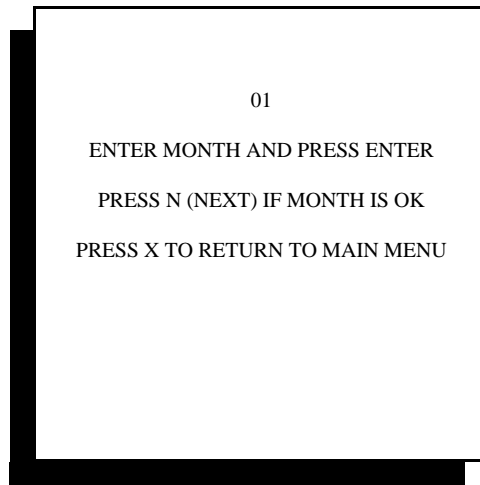 01
ENTER MONTH AND PRESS ENTER
PRESS N (NEXT) IF MONTH IS OK
PRESS X TO RETURN TO MAIN MENU